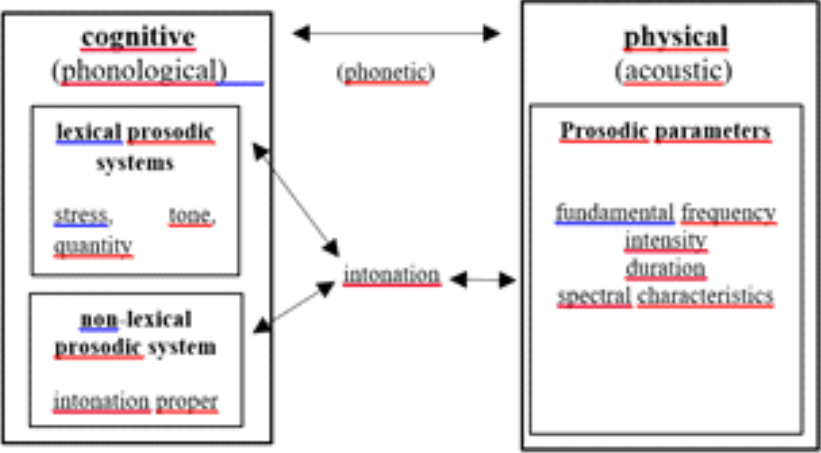 cognitive
(phonological)
lexical prosodic
systems
stress, tone,
quantity
non-lexical
prosodic system
intonation proper
(phonetic)
intonation
physical
(acoustic)
Prosodic parameters
fundamental frequency
intensity
duration
spectral characteristics